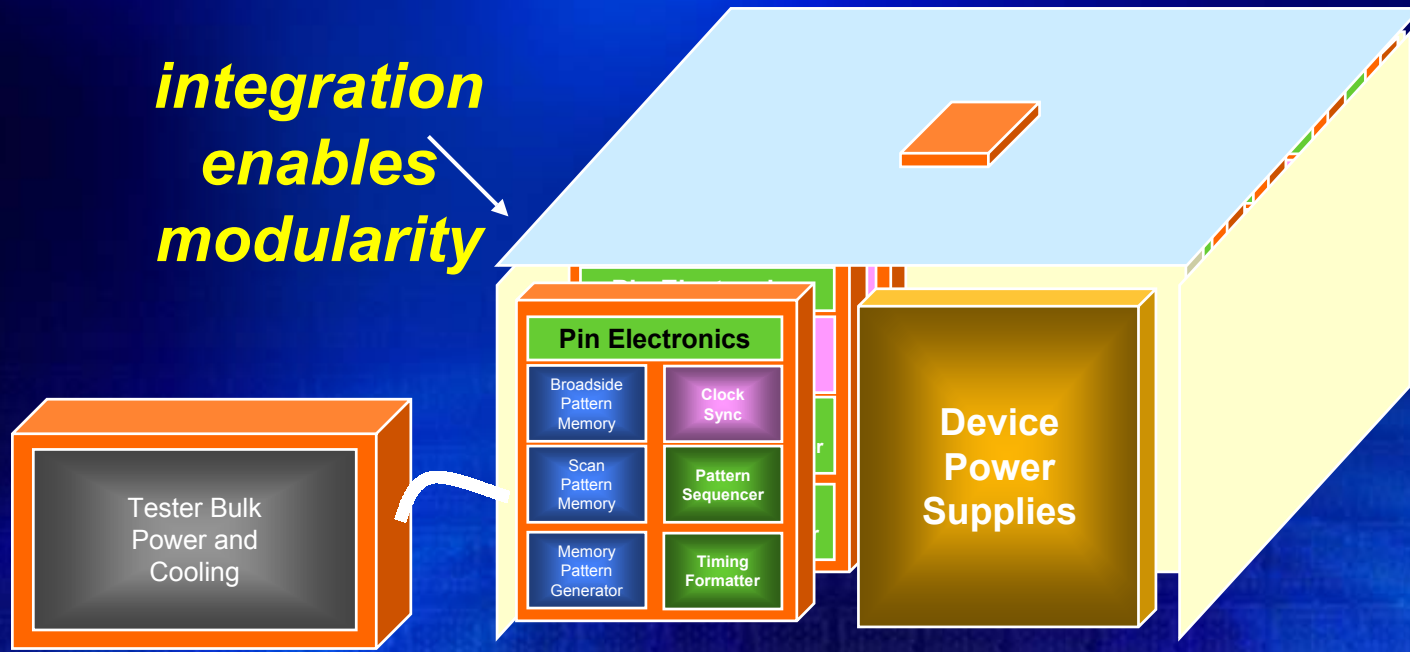 integration
enables
modularity
Pin Electronics
Broadside
Pattern
Memory
Clock
Sync
Scan
Pattern
Memory
Pattern
Sequencer
Memory
Pattern
Generator
Timing
Formatter
Device
Power
Supplies
Tester Bulk
Power and
Cooling